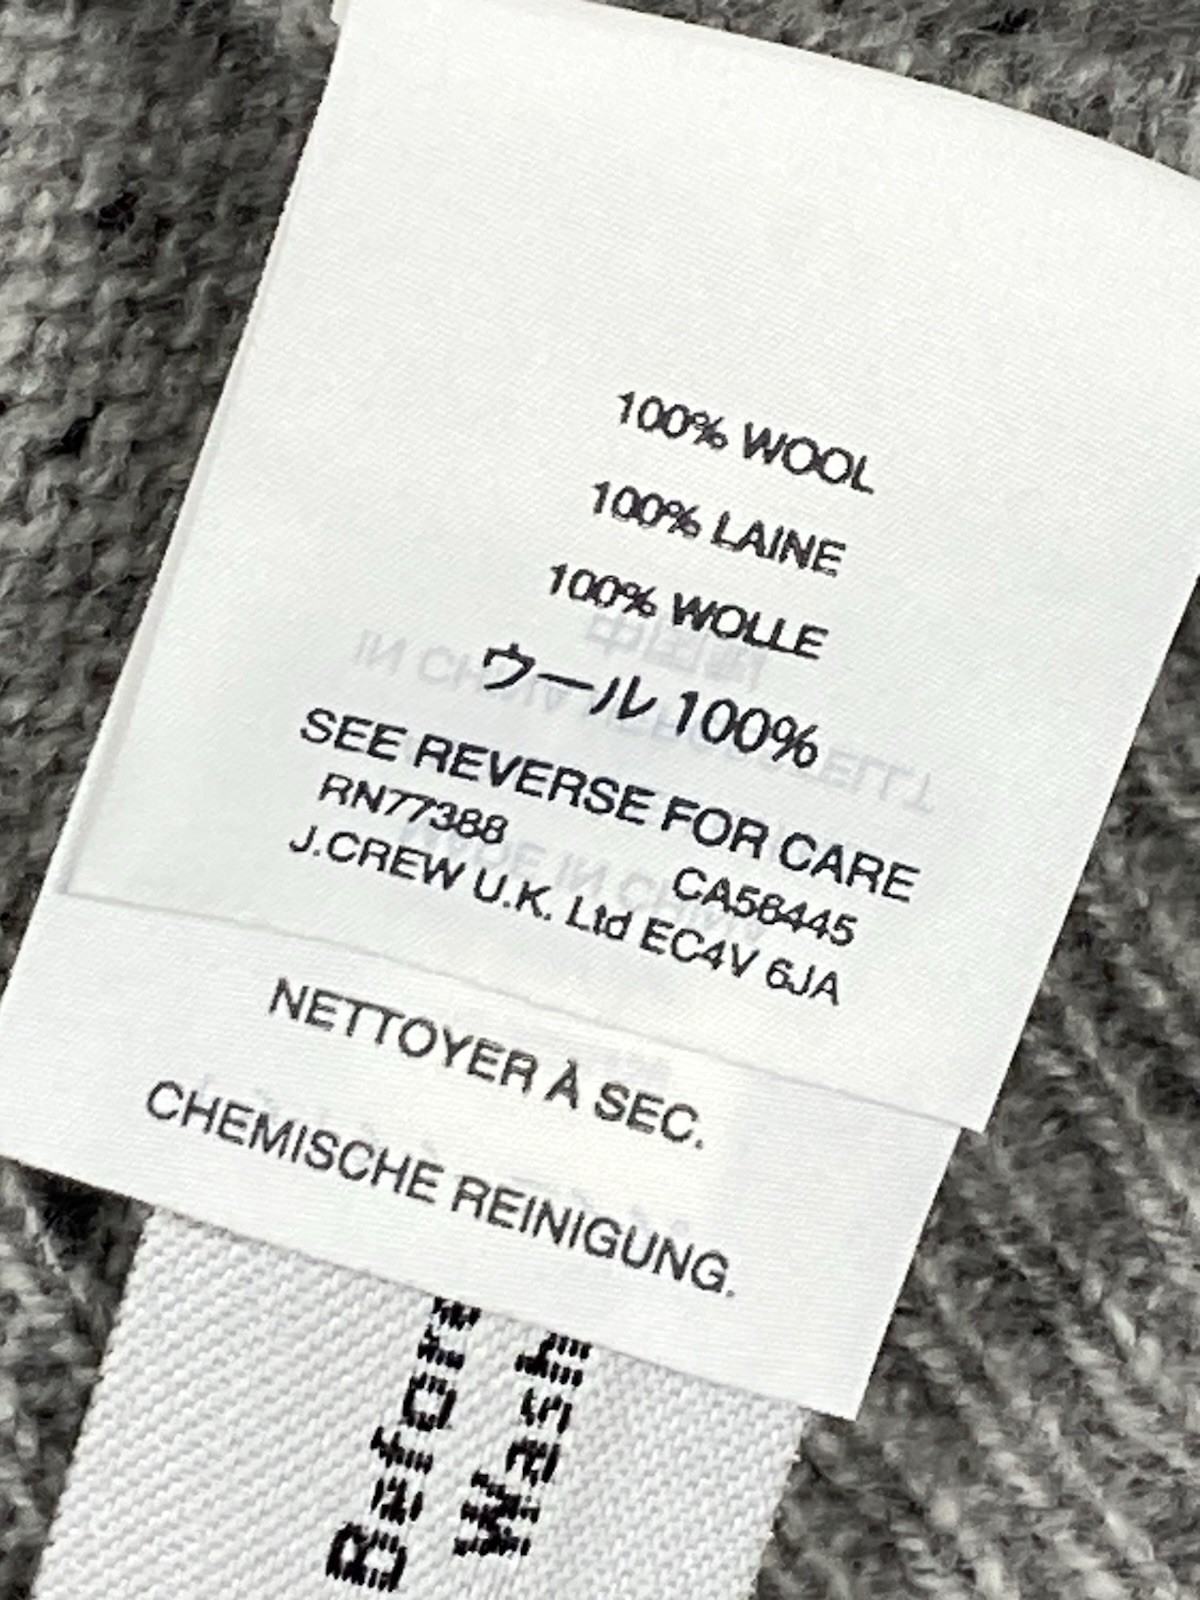 100% WOOL
100% LAINE
100% WOLLE
ウール 100%
SEE REVERSE FOR CARE
RN77388 CA56445
J.CREW U.K. Ltd EC4V 6JA
NETTOYER À SEC.
CHEMISCHE REINIGUNG.